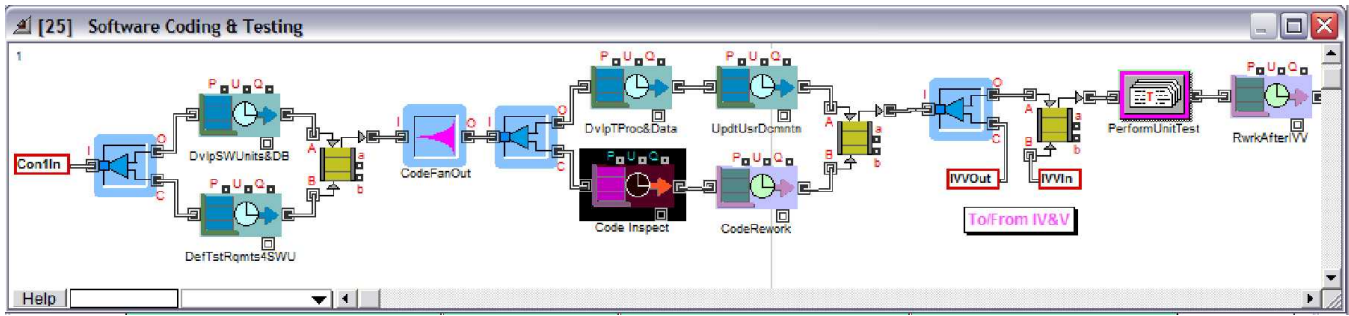 [25] Software Coding & Testing
1
P U Q
DvlpSWUnits&DB
P U Q
DefTstRqmts4SWU
Con1In
I
O
C
A
B
a
b
I
O
CodeFanOut
I
O
C
P U Q
DvlpTProc&Data
P U Q
UpdtUsrDcmntn
P U Q
Code Inspect
P U Q
CodeRework
A
B
a
b
I
O
C
IVVOut
A
B
a
b
IVVIn
To/From IV&V
T
PerformUnitTest
P U Q
RwrkAfterIVV
Help